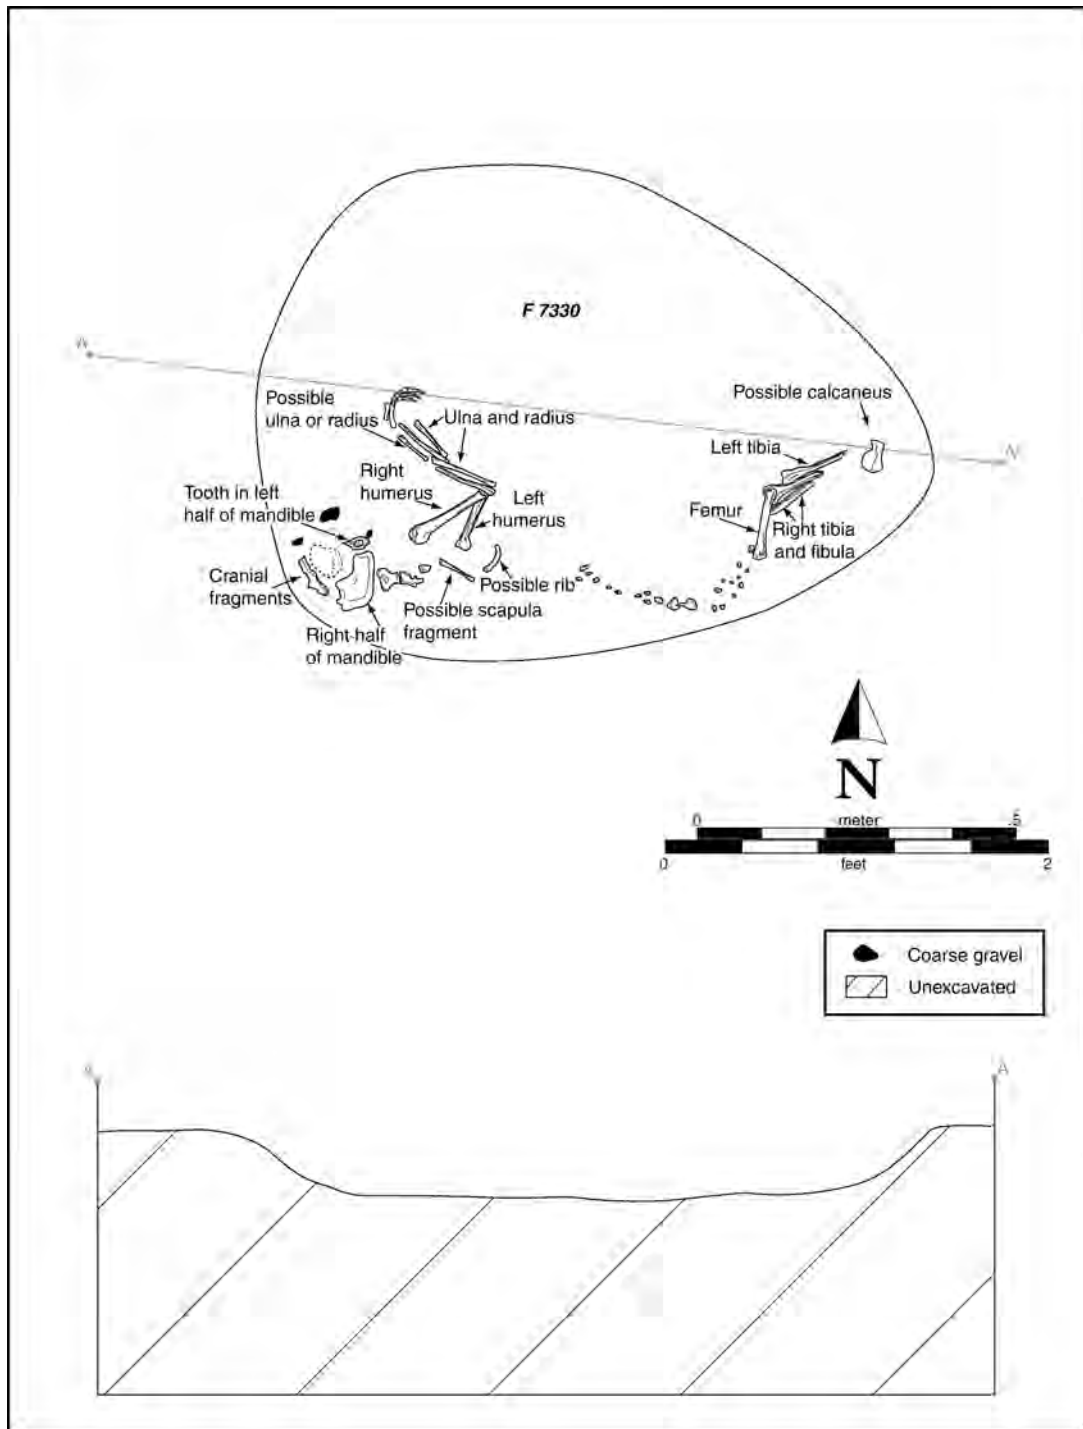 F 7330
A
Possible calcaneus
Possible
ulna or radius
Ulna and radius
Left tibia
A'
Right
humerus
Left
humerus
Tooth in left
half of mandible
Femur
Right tibia
and fibula
Cranial
fragments
Possible rib
Possible scapula
fragment
Right half
of mandible
N
0 meter .5
0 feet 2
Coarse gravel
Unexcavated
A